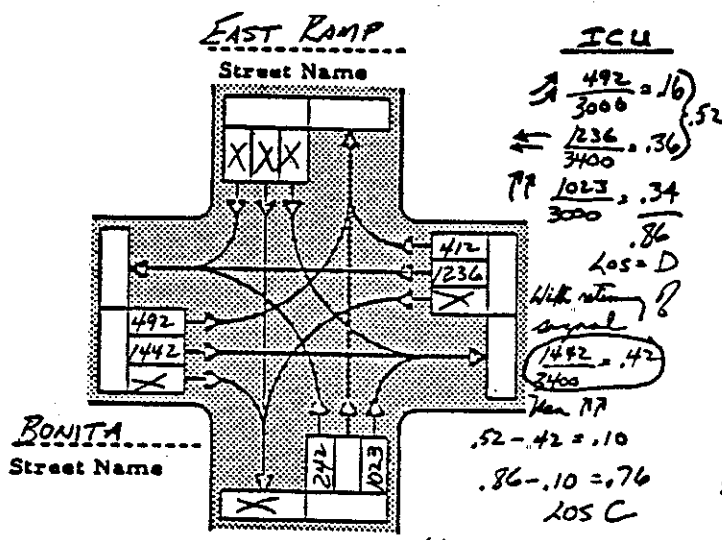 EAST RAMP
Street Name
ICU
492/3000 = .16
.52
1236/3400 = .36
1023/3000 = .34
.86
LOS = D
X X X
412
1236
X
492
1442
X
With
signal ?
1442/3400 = .42
Then ↑↑
.52-.42 = .10
.86-.10 = .76
LOS C
BONITA
Street Name
242
1023
X